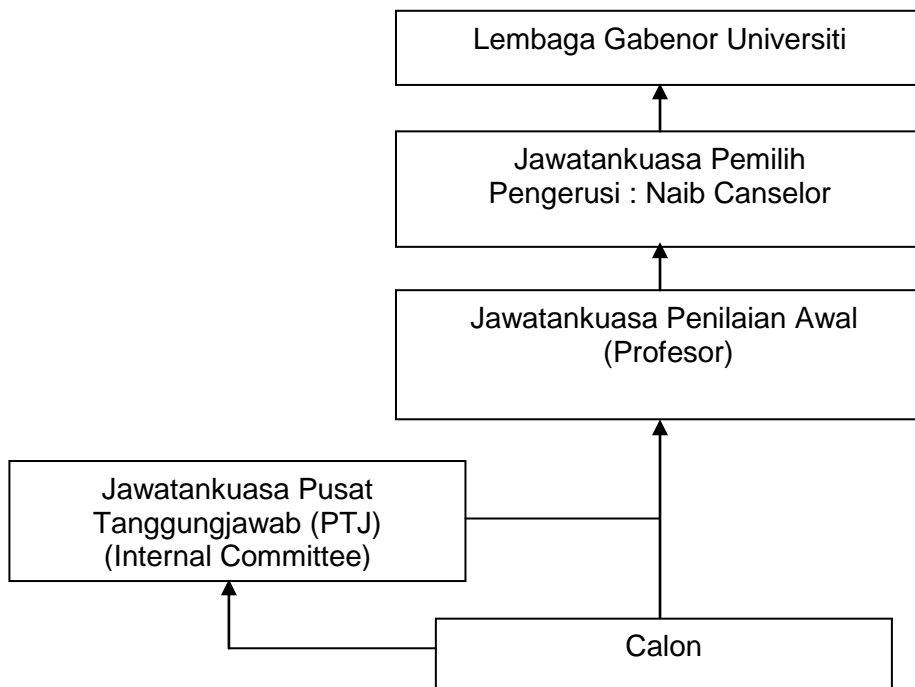 Lembaga Gabenor Universiti
Jawatankuasa Pemilih
Pengerusi : Naib Canselor
Jawatankuasa Penilaian Awal
(Profesor)
Jawatankuasa Pusat
Tanggungjawab (PTJ)
(Internal Committee)
Calon